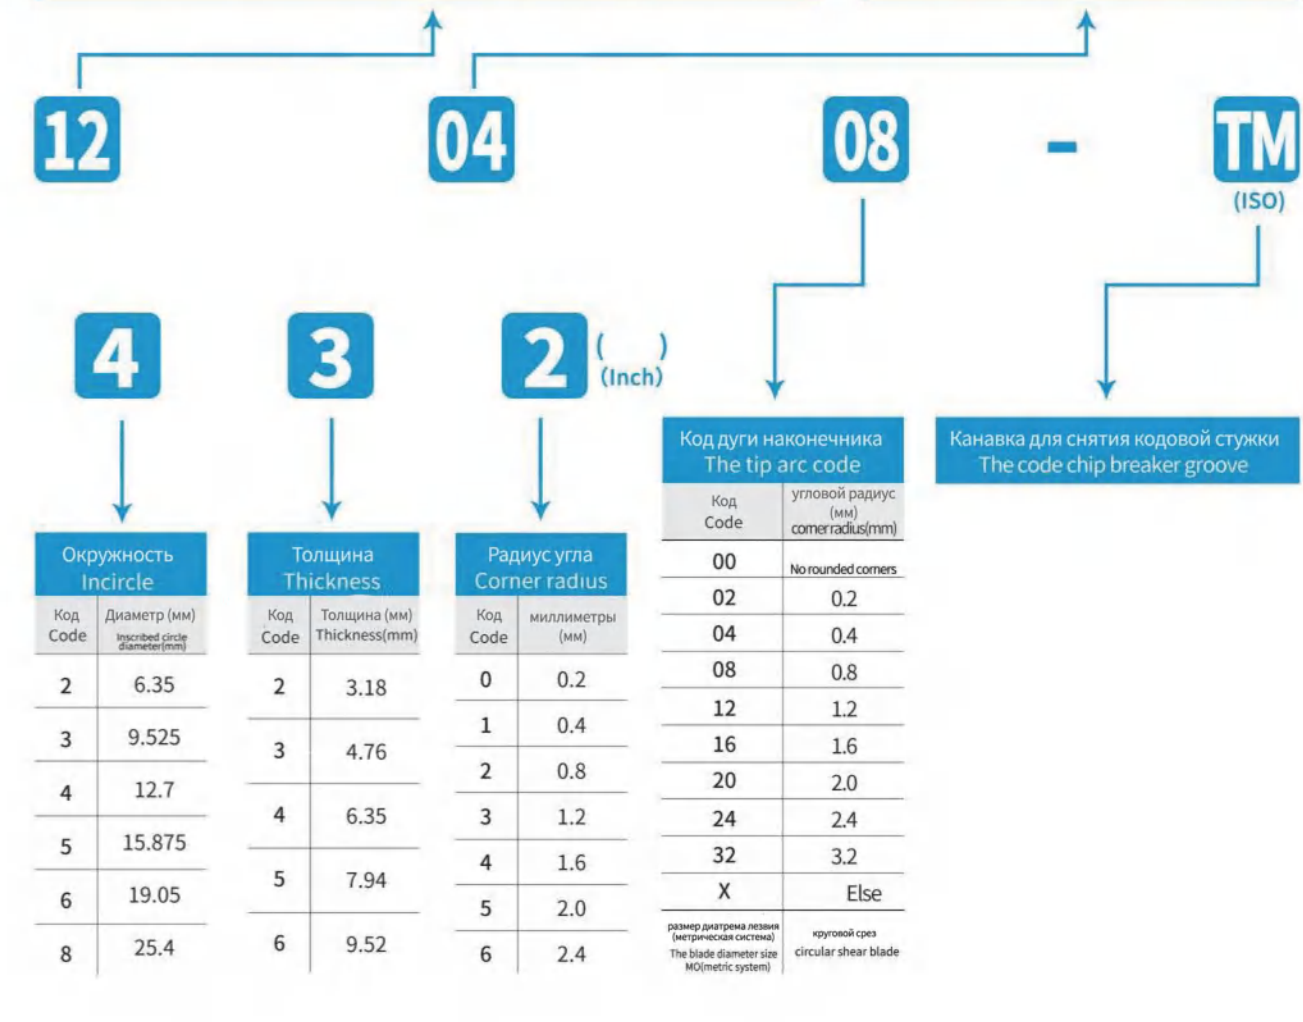 12
04
08
-
TM
(ISO)
4
3
2
( )
(Inch)
Код дуги наконечника
The tip arc code
Канавка для снятия кодовой стужки
The code chip breaker groove
Код
Code
угловой радиус
(мм)
corner radius(mm)
00 No rounded corners
02 0.2
04 0.4
08 0.8
12 1.2
16 1.6
20 2.0
24 2.4
32 3.2
X Else
размер диатрема лезвия
(метрическая система)
The blade diameter size
MO(metric system)
круговой срез
circular shear blade
Окружность
Incircle
Код
Code
Диаметр (мм)
Inscribed circle
diameter(mm)
2 6.35
3 9.525
4 12.7
5 15.875
6 19.05
8 25.4
Толщина
Thickness
Код
Code
Толщина (мм)
Thickness(mm)
2 3.18
3 4.76
4 6.35
5 7.94
6 9.52
Радиус угла
Corner radius
Код
Code
миллиметры
(мм)
0 0.2
1 0.4
2 0.8
3 1.2
4 1.6
5 2.0
6 2.4